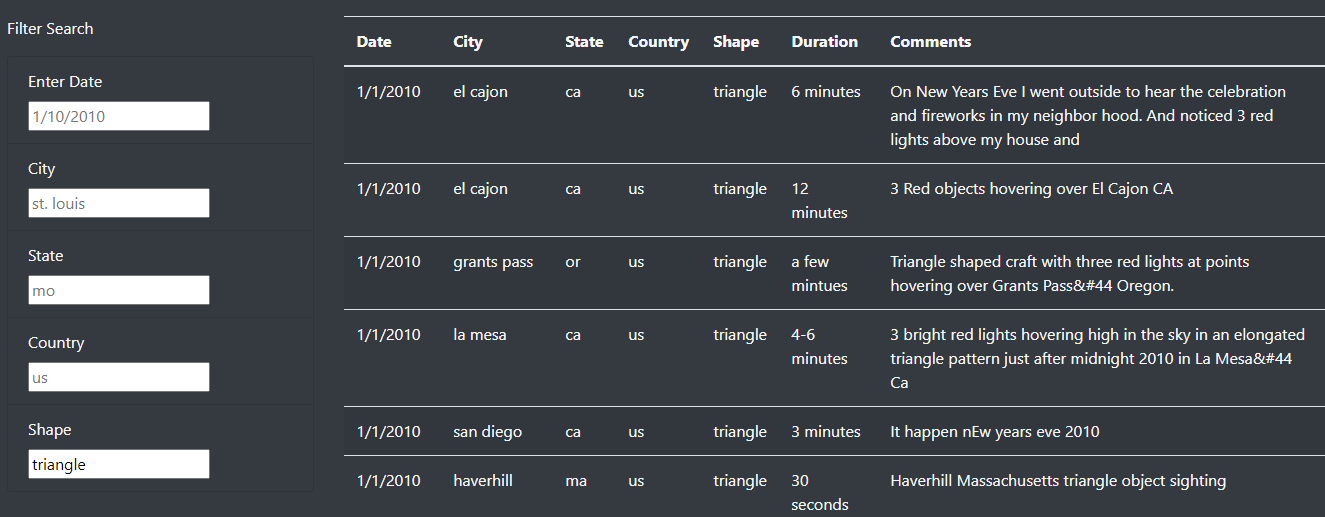 Filter Search
Enter Date
1/10/2010
City
st. louis
State
mo
Country
us
Shape
triangle
Date City State Country Shape Duration Comments
1/1/2010 el cajon ca us triangle 6 minutes On New Years Eve I went outside to hear the celebration
and fireworks in my neighbor hood. And noticed 3 red
lights above my house and
1/1/2010 el cajon ca us triangle 12 3 Red objects hovering over El Cajon CA
minutes
1/1/2010 grants pass or us triangle a few Triangle shaped craft with three red lights at points
mintues hovering over Grants Pass&#44 Oregon.
1/1/2010 la mesa ca us triangle 4-6 3 bright red lights hovering high in the sky in an elongated
minutes triangle pattern just after midnight 2010 in La Mesa&#44
Ca
1/1/2010 san diego ca us triangle 3 minutes It happen nEw years eve 2010
1/1/2010 haverhill ma us triangle 30 Haverhill Massachusetts triangle object sighting
seconds